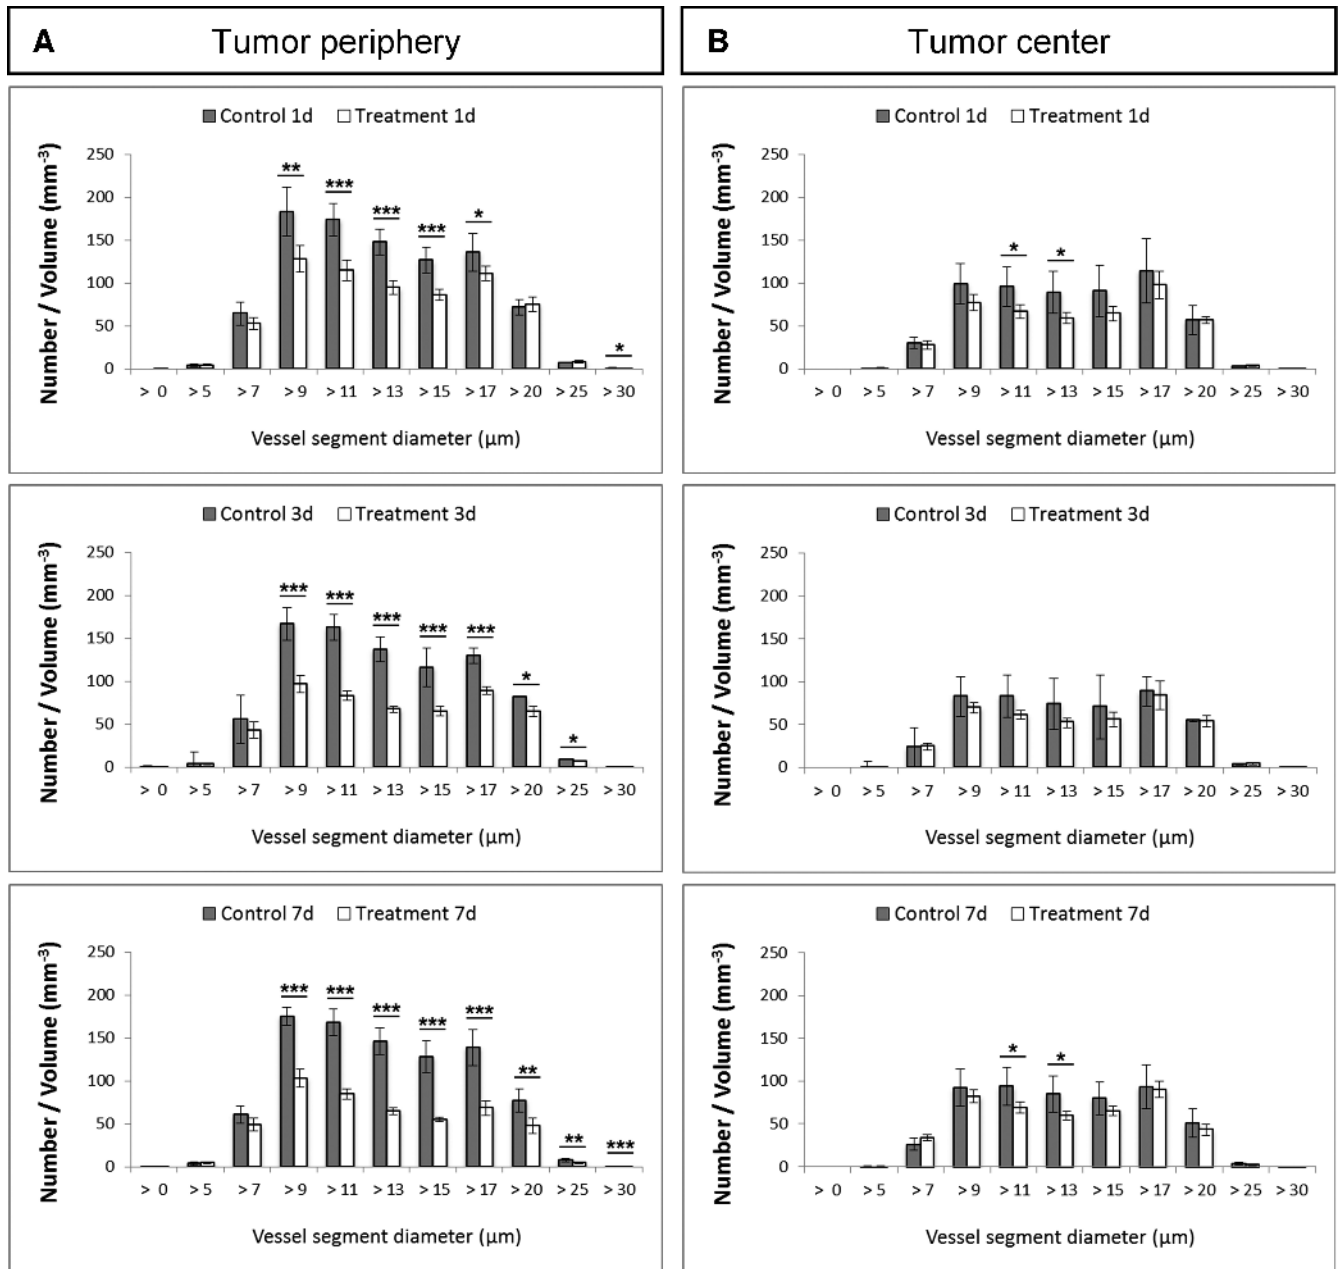 A Tumor periphery
Control 1d Treatment 1d
Number / Volume (mm-3)
250
200
150
100
50
0
** *** *** *** * *
> 0 > 5 > 7 > 9 > 11 > 13 > 15 > 17 > 20 > 25 > 30
Vessel segment diameter (µm)
Control 3d Treatment 3d
Number / Volume (mm-3)
250
200
150
100
50
0
*** *** *** *** *** * *
> 0 > 5 > 7 > 9 > 11 > 13 > 15 > 17 > 20 > 25 > 30
Vessel segment diameter (µm)
Control 7d Treatment 7d
Number / Volume (mm-3)
250
200
150
100
50
0
*** *** *** *** *** ** ** ***
> 0 > 5 > 7 > 9 > 11 > 13 > 15 > 17 > 20 > 25 > 30
Vessel segment diameter (µm)
B Tumor center
Control 1d Treatment 1d
Number / Volume (mm-3)
250
200
150
100
50
0
* *
> 0 > 5 > 7 > 9 > 11 > 13 > 15 > 17 > 20 > 25 > 30
Vessel segment diameter (µm)
Control 3d Treatment 3d
Number / Volume (mm-3)
250
200
150
100
50
0
> 0 > 5 > 7 > 9 > 11 > 13 > 15 > 17 > 20 > 25 > 30
Vessel segment diameter (µm)
Control 7d Treatment 7d
Number / Volume (mm-3)
250
200
150
100
50
0
* *
> 0 > 5 > 7 > 9 > 11 > 13 > 15 > 17 > 20 > 25 > 30
Vessel segment diameter (µm)